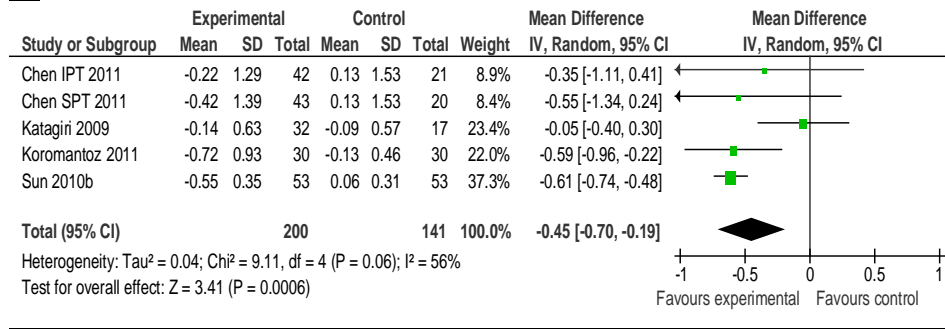 Experimental Control Mean Difference Mean Difference
Study or Subgroup Mean SD Total Mean SD Total Weight IV, Random, 95% CI IV, Random, 95% CI
Chen IPT 2011 -0.22 1.29 42 0.13 1.53 21 8.9% -0.35 [-1.11, 0.41]
Chen SPT 2011 -0.42 1.39 43 0.13 1.53 20 8.4% -0.55 [-1.34, 0.24]
Katagiri 2009 -0.14 0.63 32 -0.09 0.57 17 23.4% -0.05 [-0.40, 0.30]
Koromantoz 2011 -0.72 0.93 30 -0.13 0.46 30 22.0% -0.59 [-0.96, -0.22]
Sun 2010b -0.55 0.35 53 0.06 0.31 53 37.3% -0.61 [-0.74, -0.48]
Total (95% CI) 200 141 100.0% -0.45 [-0.70, -0.19]
Heterogeneity: Tau² = 0.04; Chi² = 9.11, df = 4 (P = 0.06); I² = 56%
Test for overall effect: Z = 3.41 (P = 0.0006)
-1 -0.5 0 0.5 1
Favours experimental Favours control